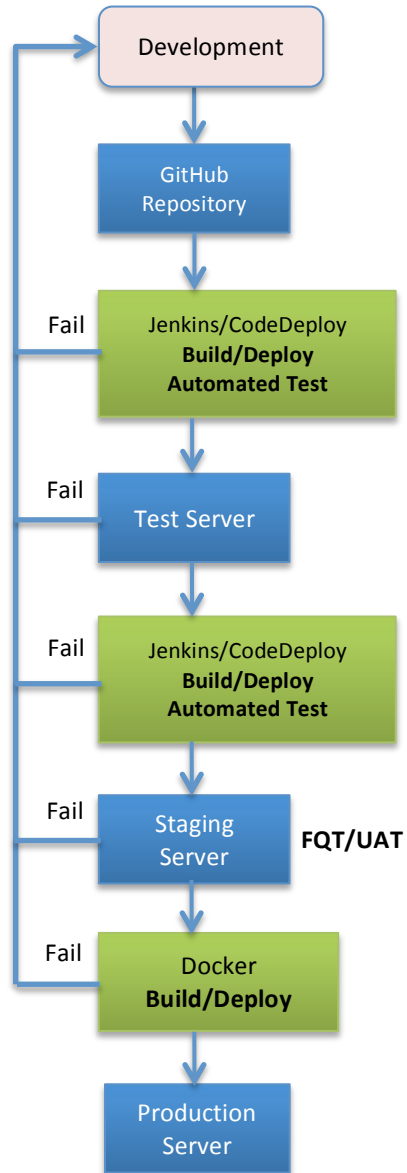 Development
GitHub
Repository
Fail
Jenkins/CodeDeploy
Build/Deploy
Automated Test
Fail
Test Server
Fail
Jenkins/CodeDeploy
Build/Deploy
Automated Test
Fail
Staging
Server
FQT/UAT
Fail
Docker
Build/Deploy
Production
Server